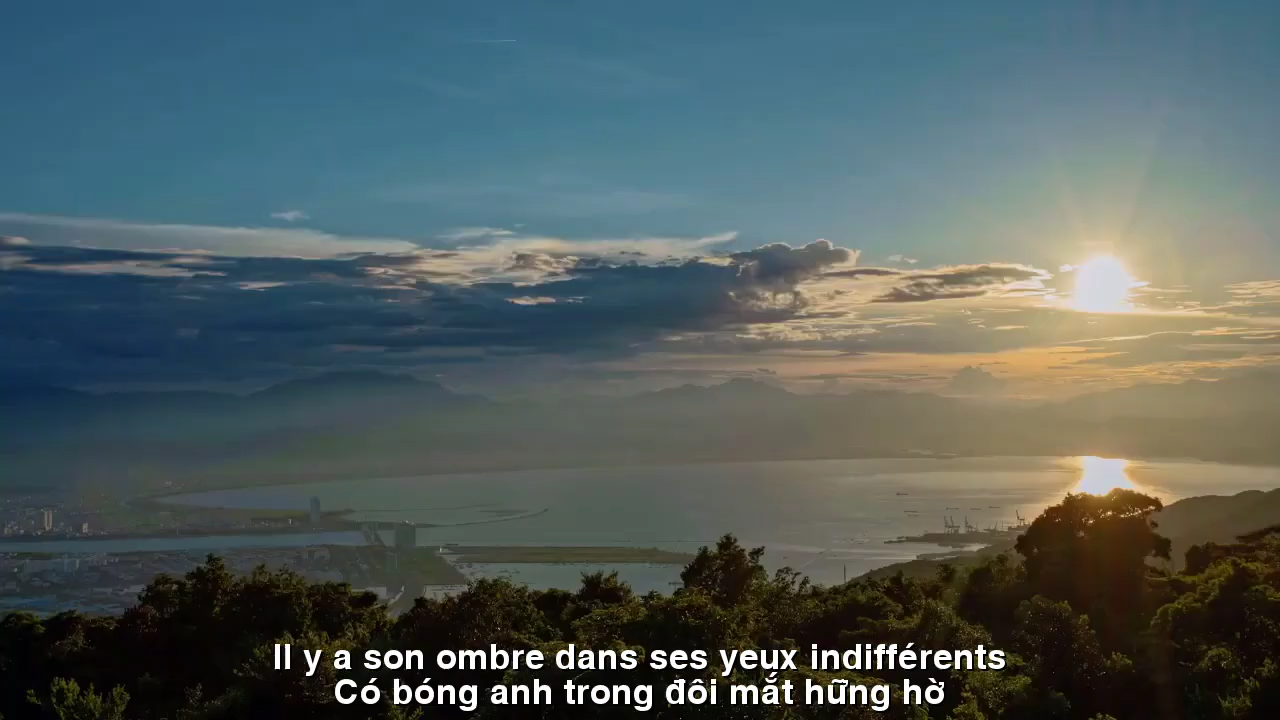 Il y a son ombre dans ses yeux indifférents
Có bóng anh trong đôi mắt hững hờ